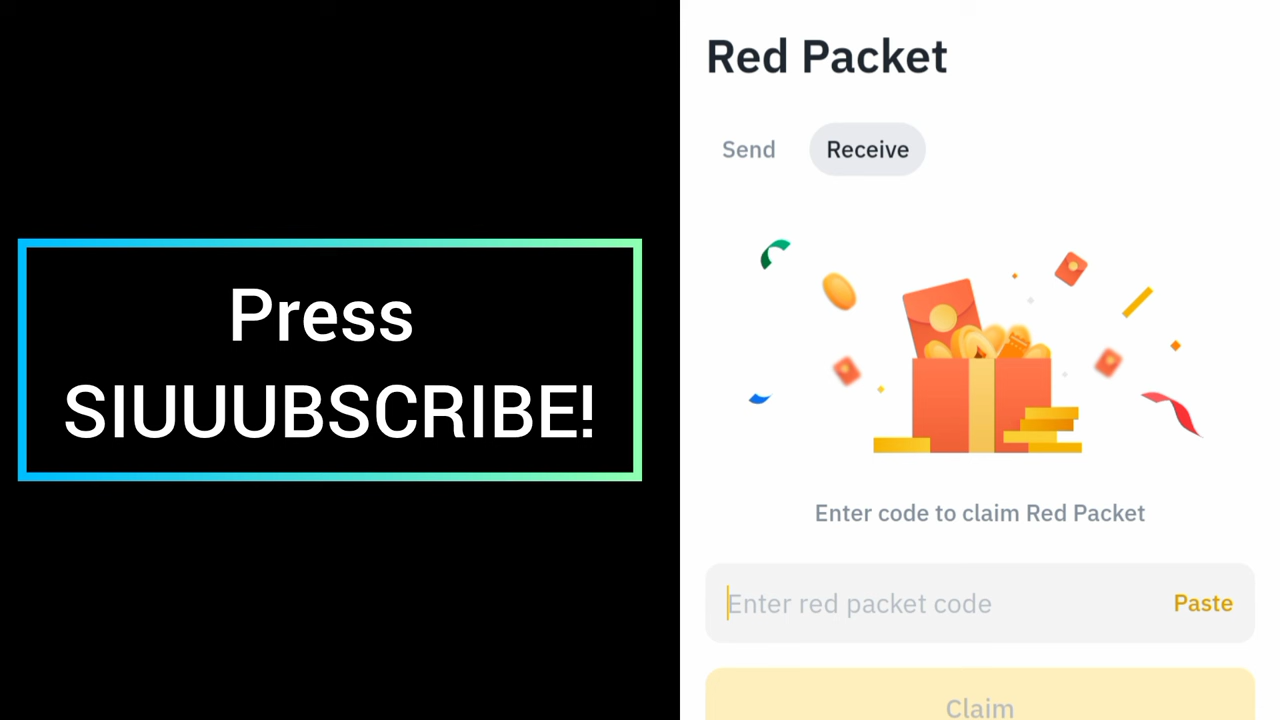 Press
SIUUUBSCRIBE!
Red Packet
Send Receive
Enter code to claim Red Packet
Enter red packet code Paste
Claim